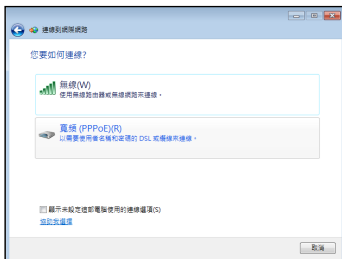 連線到網際網路
您要如何連線?
無線(W)
使用無線路由器或無線網路來連線。
寬頻 (PPPoE)(R)
以需要使用者名稱和密碼的 DSL 或纜線來連線。
顯示未設定這部電腦使用的連線選項(S)
協助我選擇
取消